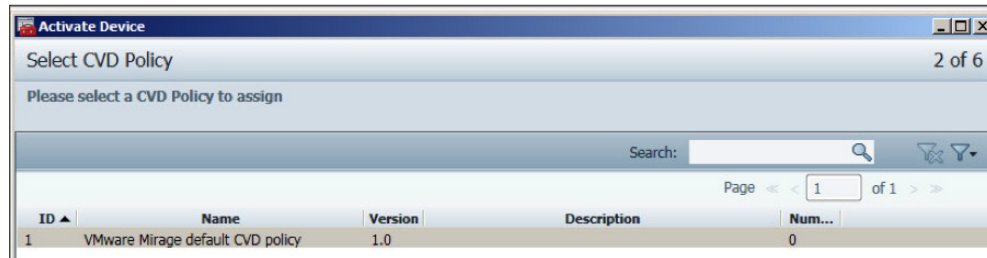 Activate Device
Select CVD Policy 2 of 6
Please select a CVD Policy to assign
Search:
Page 1 of 1
ID Name Version Description Num...
1 VMware Mirage default CVD policy 1.0 0